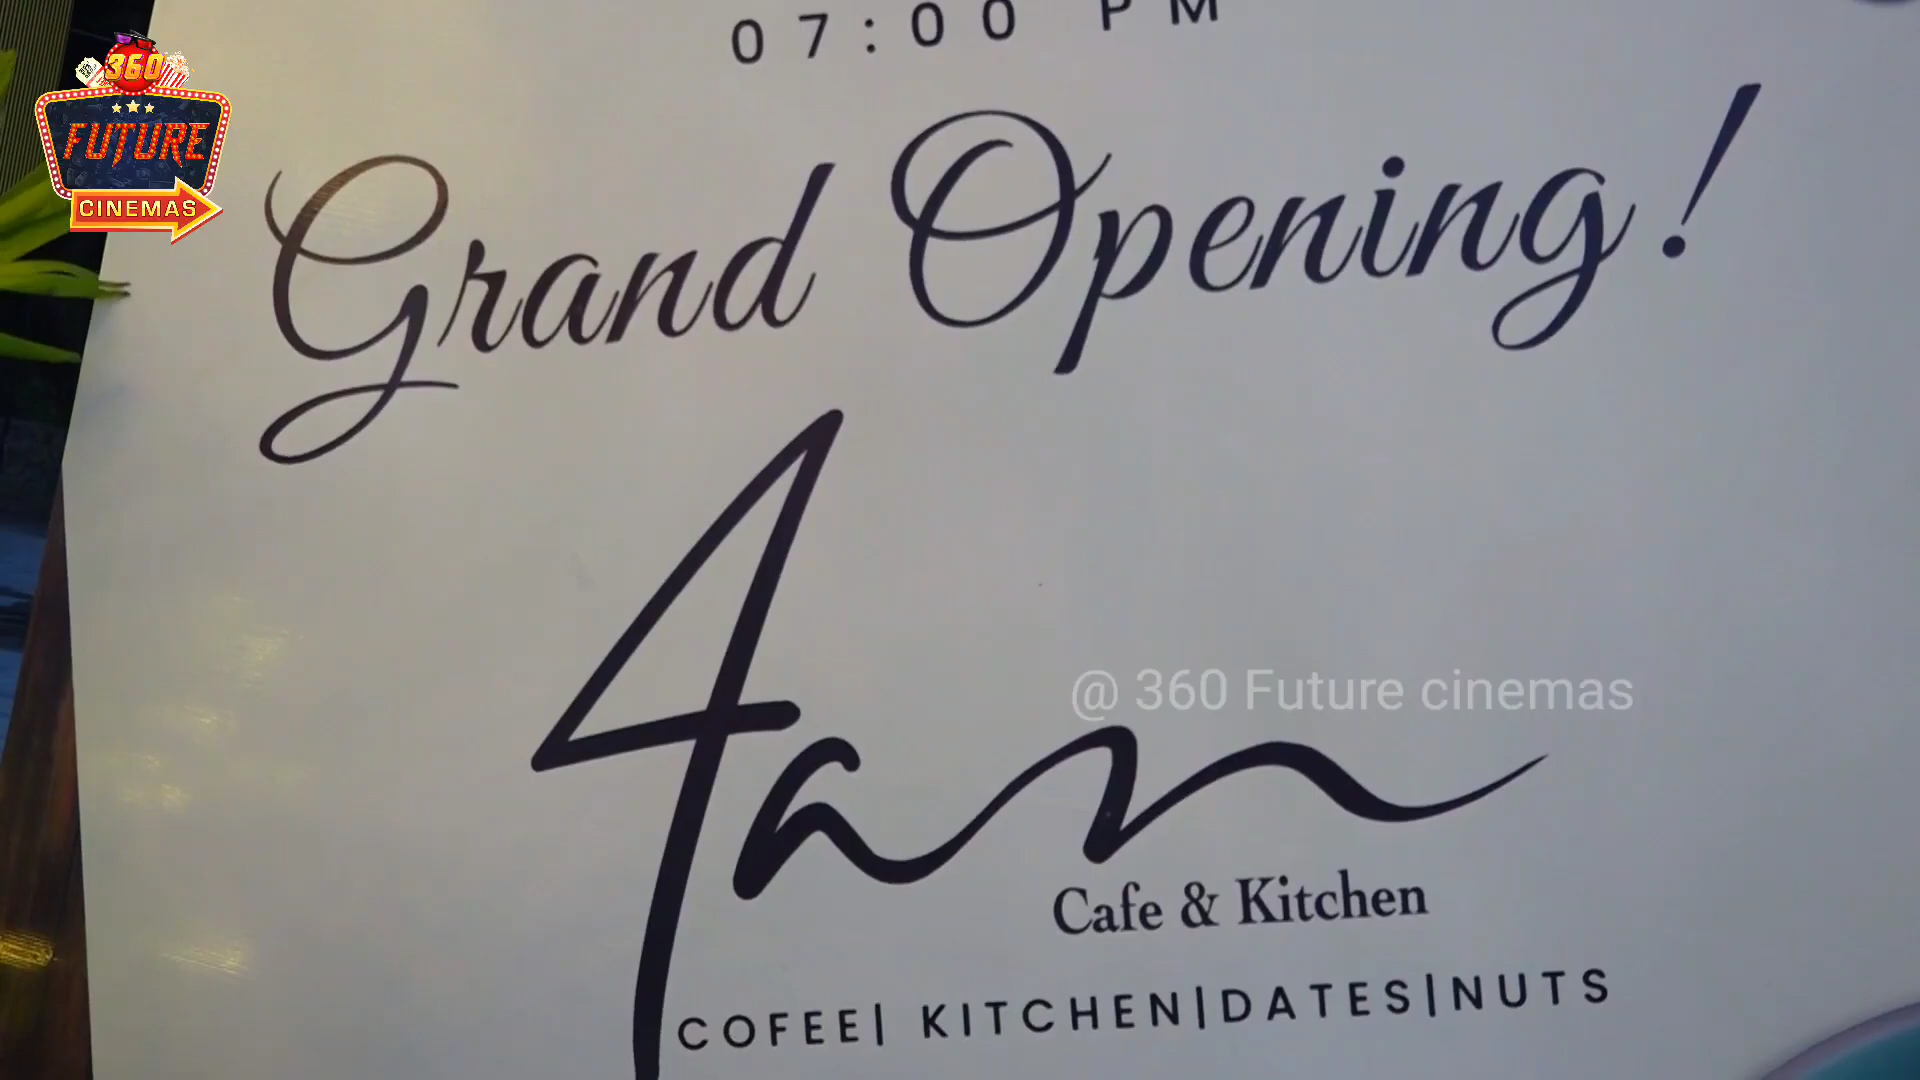 07:00 PM
360
FUTURE
CINEMAS
Grand Opening!
4am
@ 360 Future cinemas
Cafe & Kitchen
COFEE| KITCHEN|DATES|NUTS